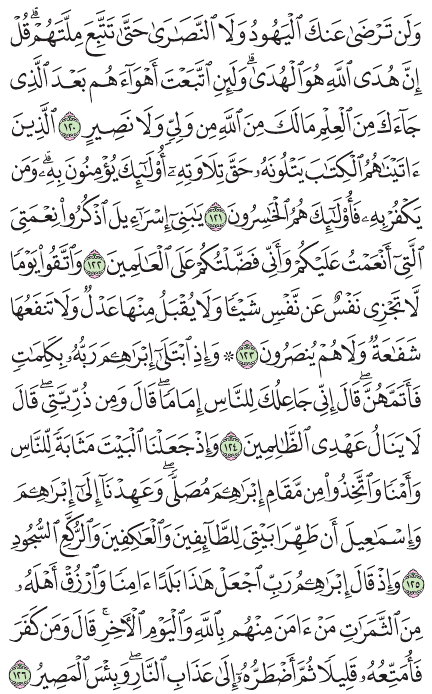 وَلَن تَرْضَىٰ عَنكَ ٱلْيَهُودُ وَلَا ٱلنَّصَٰرَىٰ حَتَّىٰ تَتَّبِعَ مِلَّتَهُمْ ۗ قُلْ
إِنَّ هُدَى ٱللَّهِ هُوَ ٱلْهُدَىٰ ۗ وَلَئِنِ ٱتَّبَعْتَ أَهْوَآءَهُم بَعْدَ ٱلَّذِى
جَآءَكَ مِنَ ٱلْعِلْمِ مَا لَكَ مِنَ ٱللَّهِ مِن وَلِىٍّ وَلَا نَصِيرٍ ١٢٠ ٱلَّذِينَ
ءَاتَيْنَٰهُمُ ٱلْكِتَٰبَ يَتْلُونَهُۥ حَقَّ تِلَاوَتِهِۦٓ أُو۟لَٰٓئِكَ يُؤْمِنُونَ بِهِۦ ۗ وَمَن
يَكْفُرْ بِهِۦ فَأُو۟لَٰٓئِكَ هُمُ ٱلْخَٰسِرُونَ ١٢١ يَٰبَنِىٓ إِسْرَٰٓءِيلَ ٱذْكُرُوا۟ نِعْمَتِىَ
ٱلَّتِىٓ أَنْعَمْتُ عَلَيْكُمْ وَأَنِّى فَضَّلْتُكُمْ عَلَى ٱلْعَٰلَمِينَ ١٢٢ وَٱتَّقُوا۟ يَوْمًا
لَّا تَجْزِى نَفْسٌ عَن نَّفْسٍ شَيْـًٔا وَلَا يُقْبَلُ مِنْهَا عَدْلٌ وَلَا تَنفَعُهَا
شَفَٰعَةٌ وَلَا هُمْ يُنصَرُونَ ١٢٣ ۞ وَإِذِ ٱبْتَلَىٰٓ إِبْرَٰهِـۧمَ رَبُّهُۥ بِكَلِمَٰتٍ
فَأَتَمَّهُنَّ ۖ قَالَ إِنِّى جَاعِلُكَ لِلنَّاسِ إِمَامًا ۖ قَالَ وَمِن ذُرِّيَّتِى ۖ قَالَ
لَا يَنَالُ عَهْدِى ٱلظَّٰلِمِينَ ١٢٤ وَإِذْ جَعَلْنَا ٱلْبَيْتَ مَثَابَةً لِّلنَّاسِ
وَأَمْنًا وَٱتَّخِذُوا۟ مِن مَّقَامِ إِبْرَٰهِـۧمَ مُصَلًّى ۖ وَعَهِدْنَآ إِلَىٰٓ إِبْرَٰهِـۧمَ
وَإِسْمَٰعِيلَ أَن طَهِّرَا بَيْتِىَ لِلطَّآئِفِينَ وَٱلْعَٰكِفِينَ وَٱلرُّكَّعِ ٱلسُّجُودِ
١٢٥ وَإِذْ قَالَ إِبْرَٰهِـۧمُ رَبِّ ٱجْعَلْ هَٰذَا بَلَدًا ءَامِنًا وَٱرْزُقْ أَهْلَهُۥ
مِنَ ٱلثَّمَرَٰتِ مَنْ ءَامَنَ مِنْهُم بِٱللَّهِ وَٱلْيَوْمِ ٱلْءَاخِرِ ۖ قَالَ وَمَن كَفَرَ
فَأُمَتِّعُهُۥ قَلِيلًا ثُمَّ أَضْطَرُّهُۥٓ إِلَىٰ عَذَابِ ٱلنَّارِ ۖ وَبِئْسَ ٱلْمَصِيرُ ١٢٦